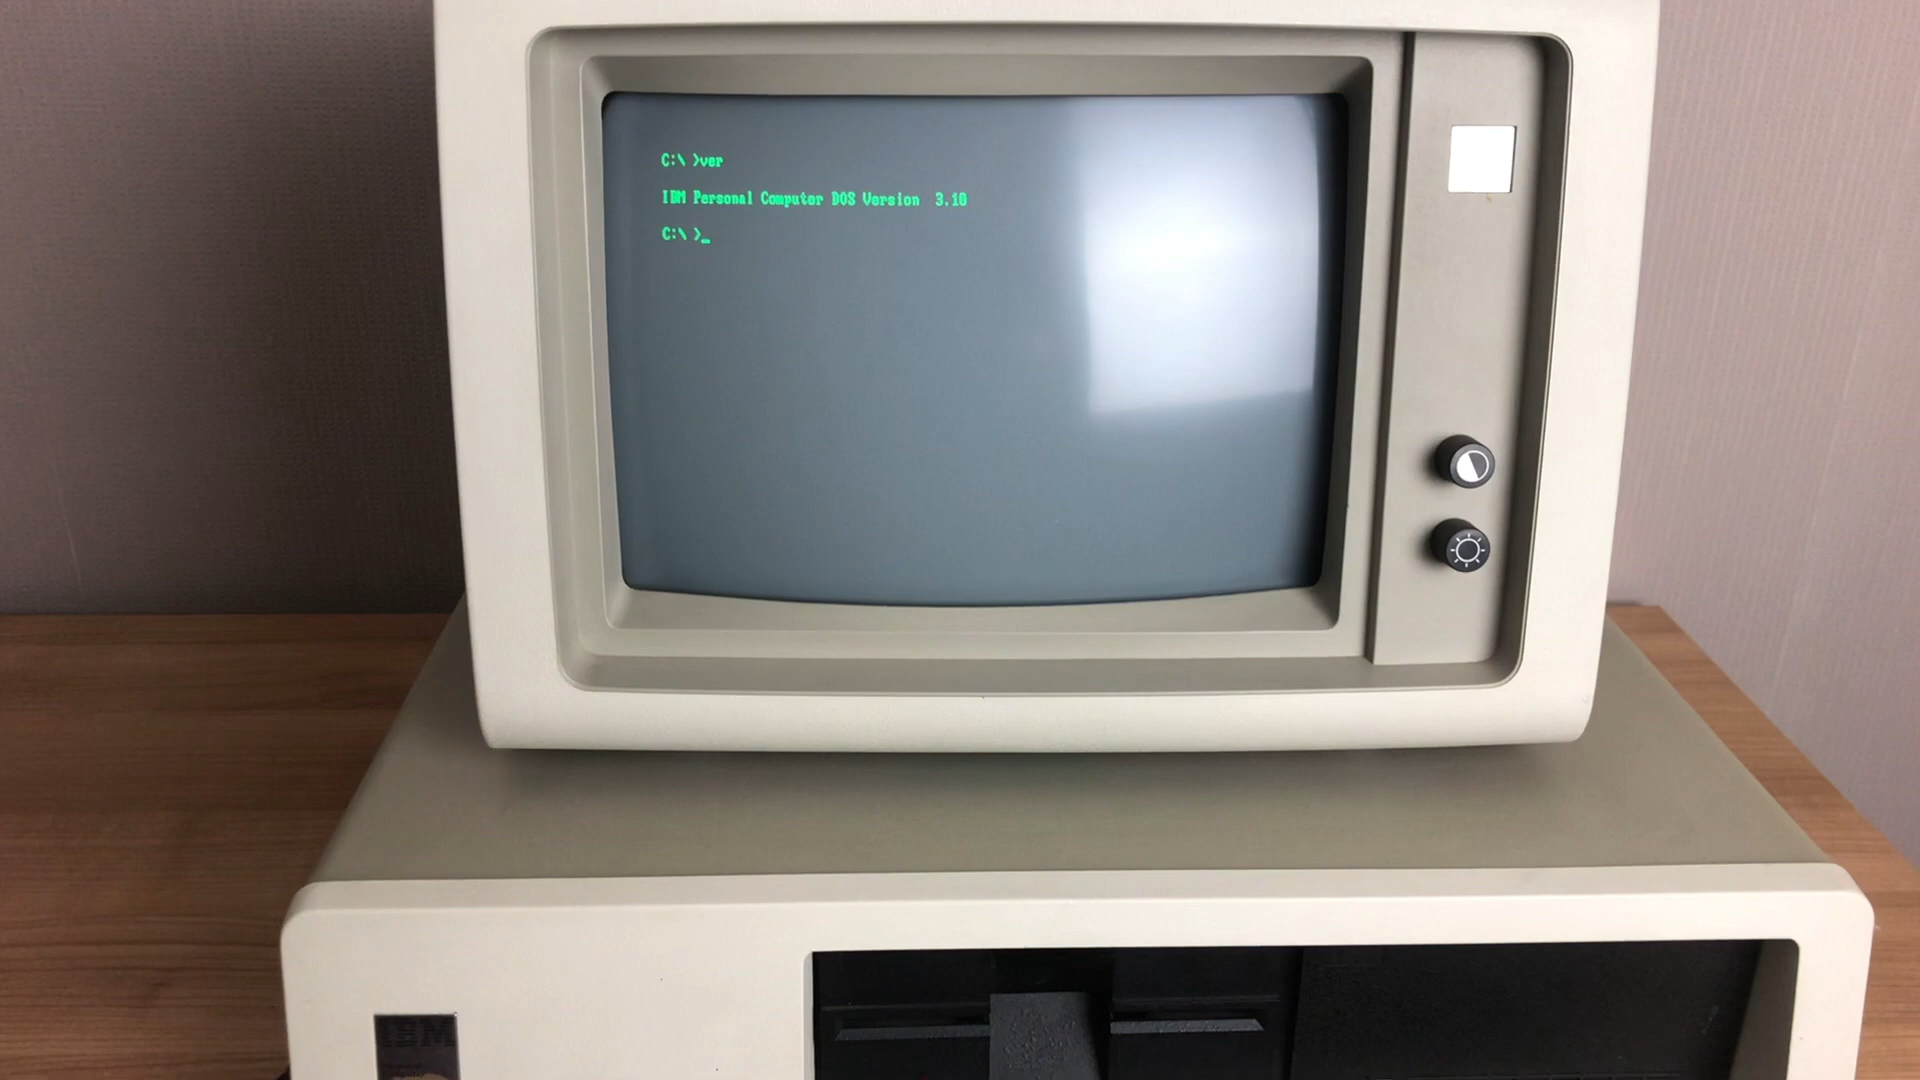 C:\ >ver
IBM Personal Computer DOS Version  3.10
C:\ >_
IBM